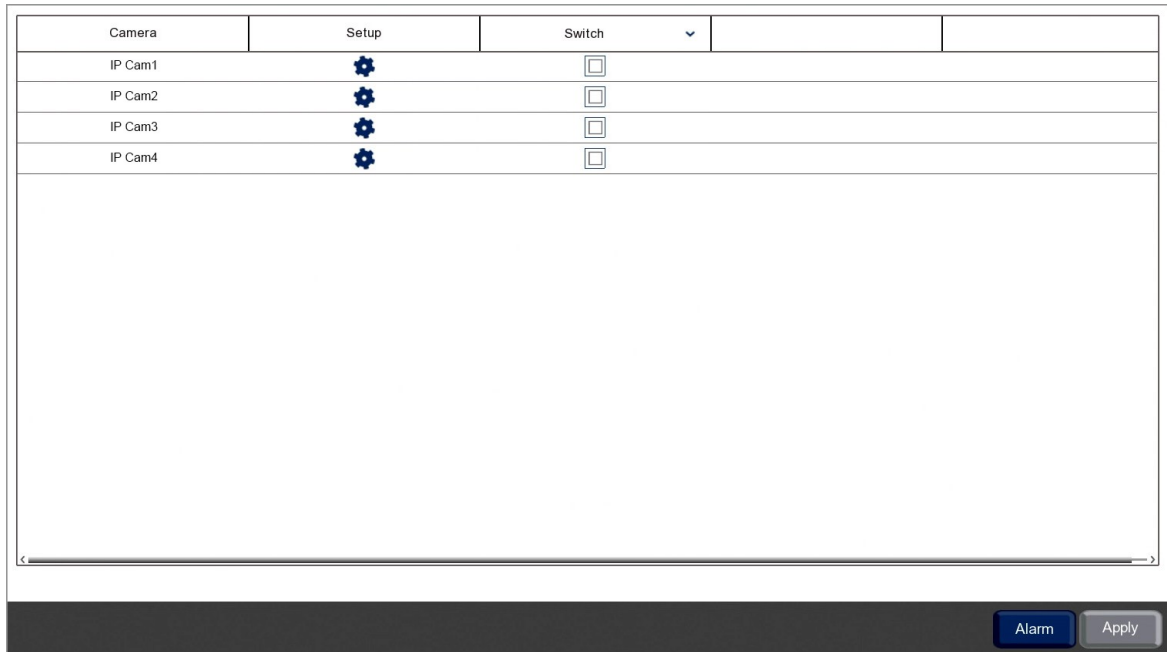 Camera Setup Switch
IP Cam1
IP Cam2
IP Cam3
IP Cam4
Alarm Apply